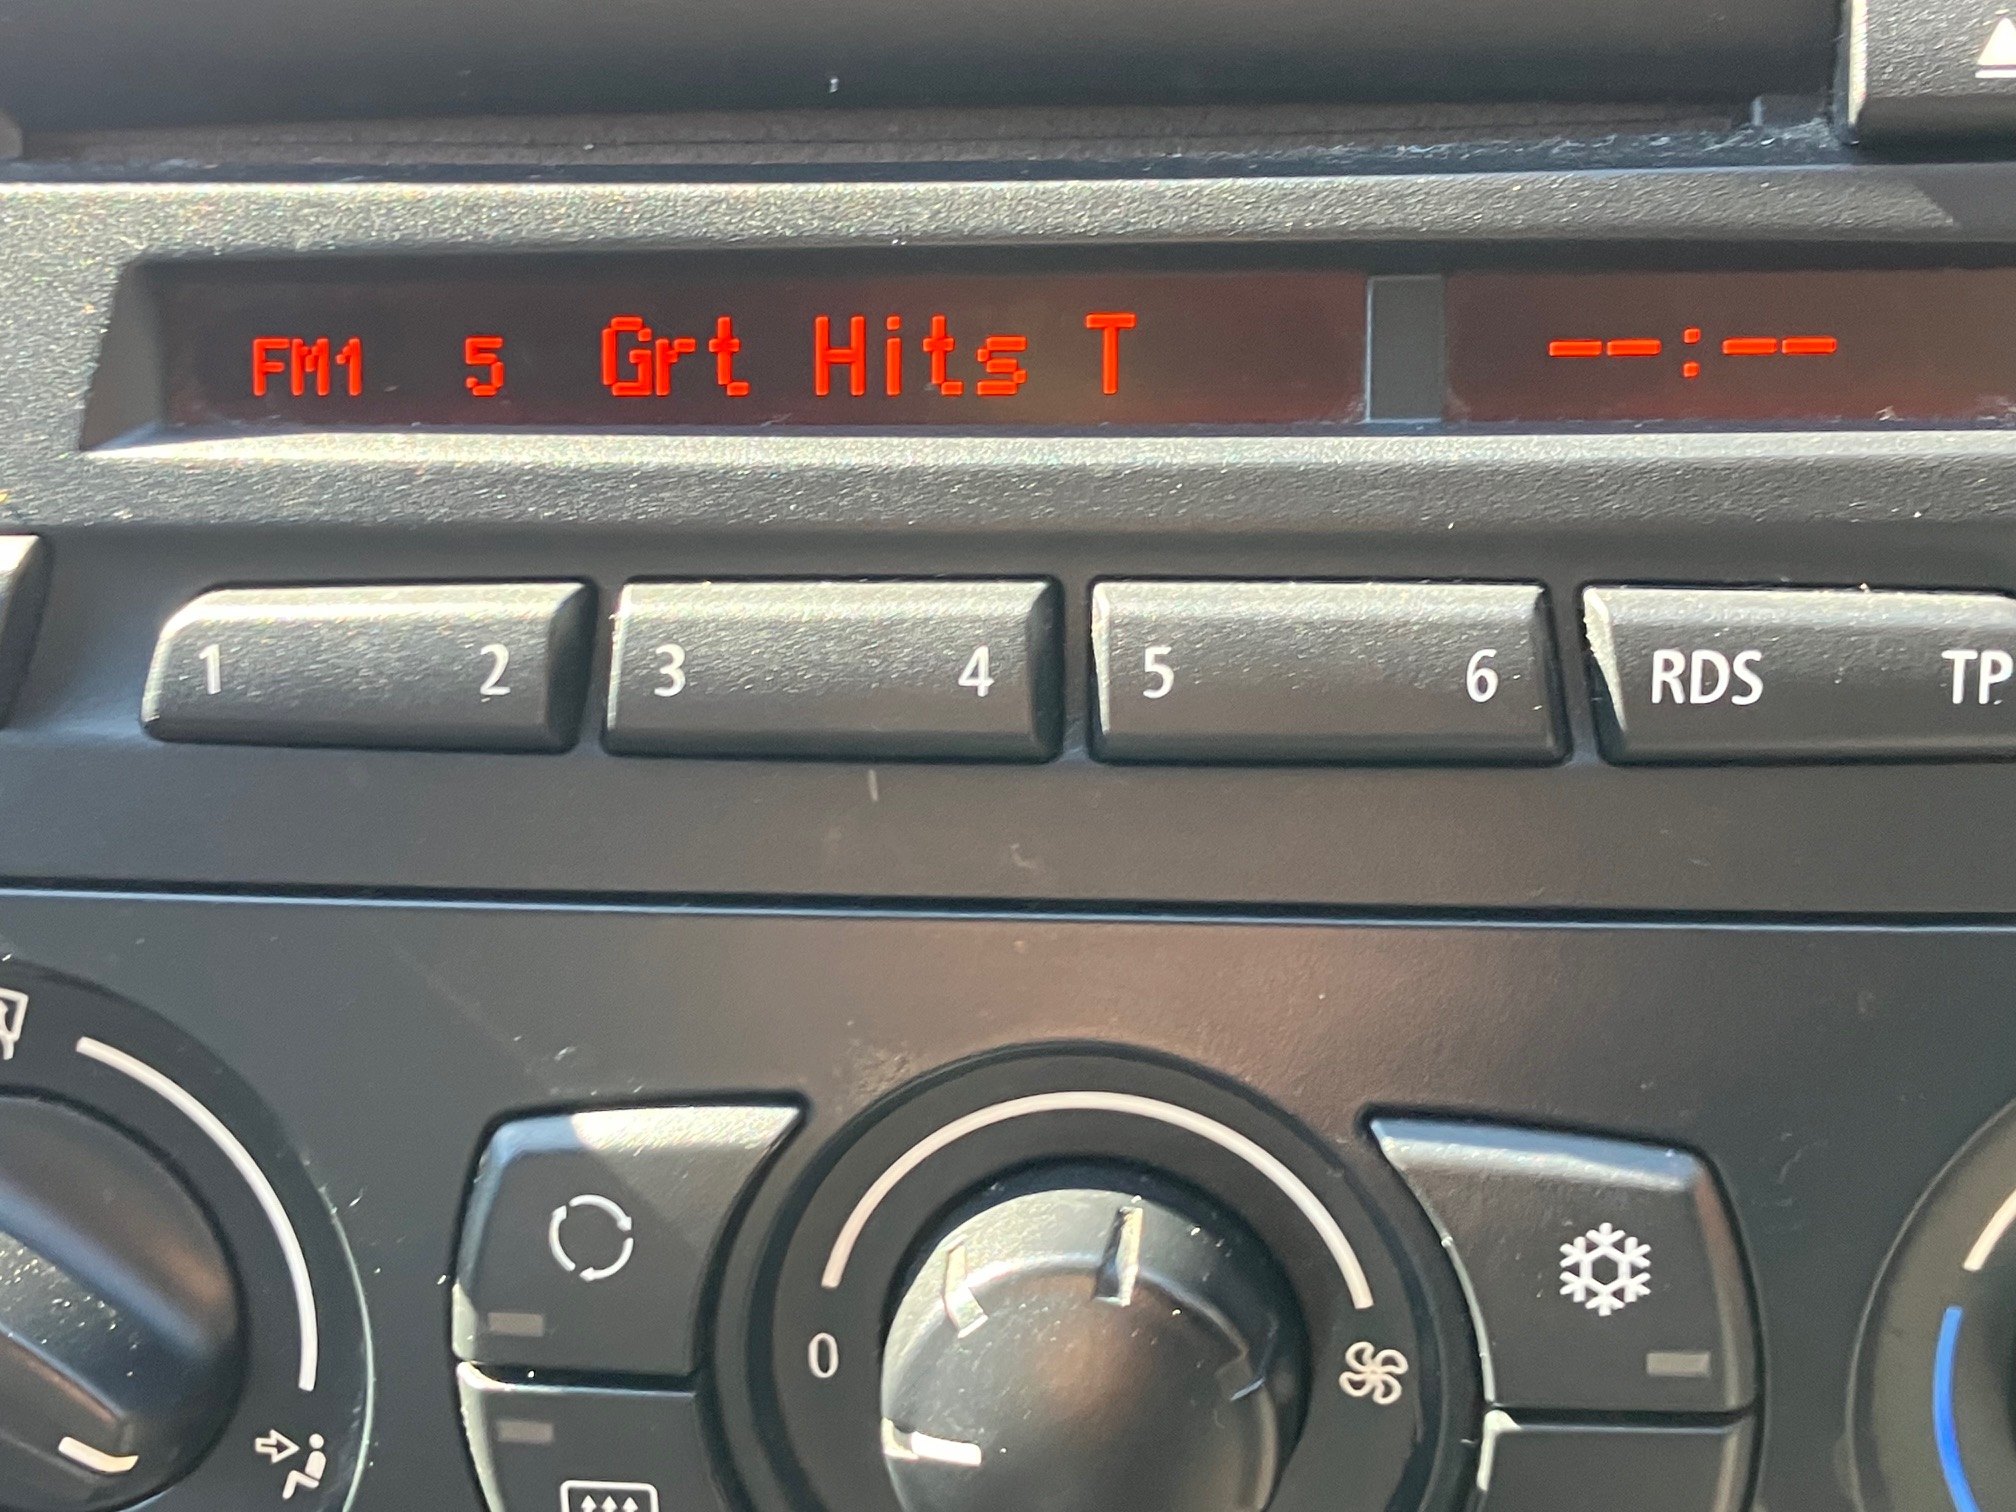 FM1 5 Grt Hits T --:--
1 2 3 4 5 6 RDS TP
0